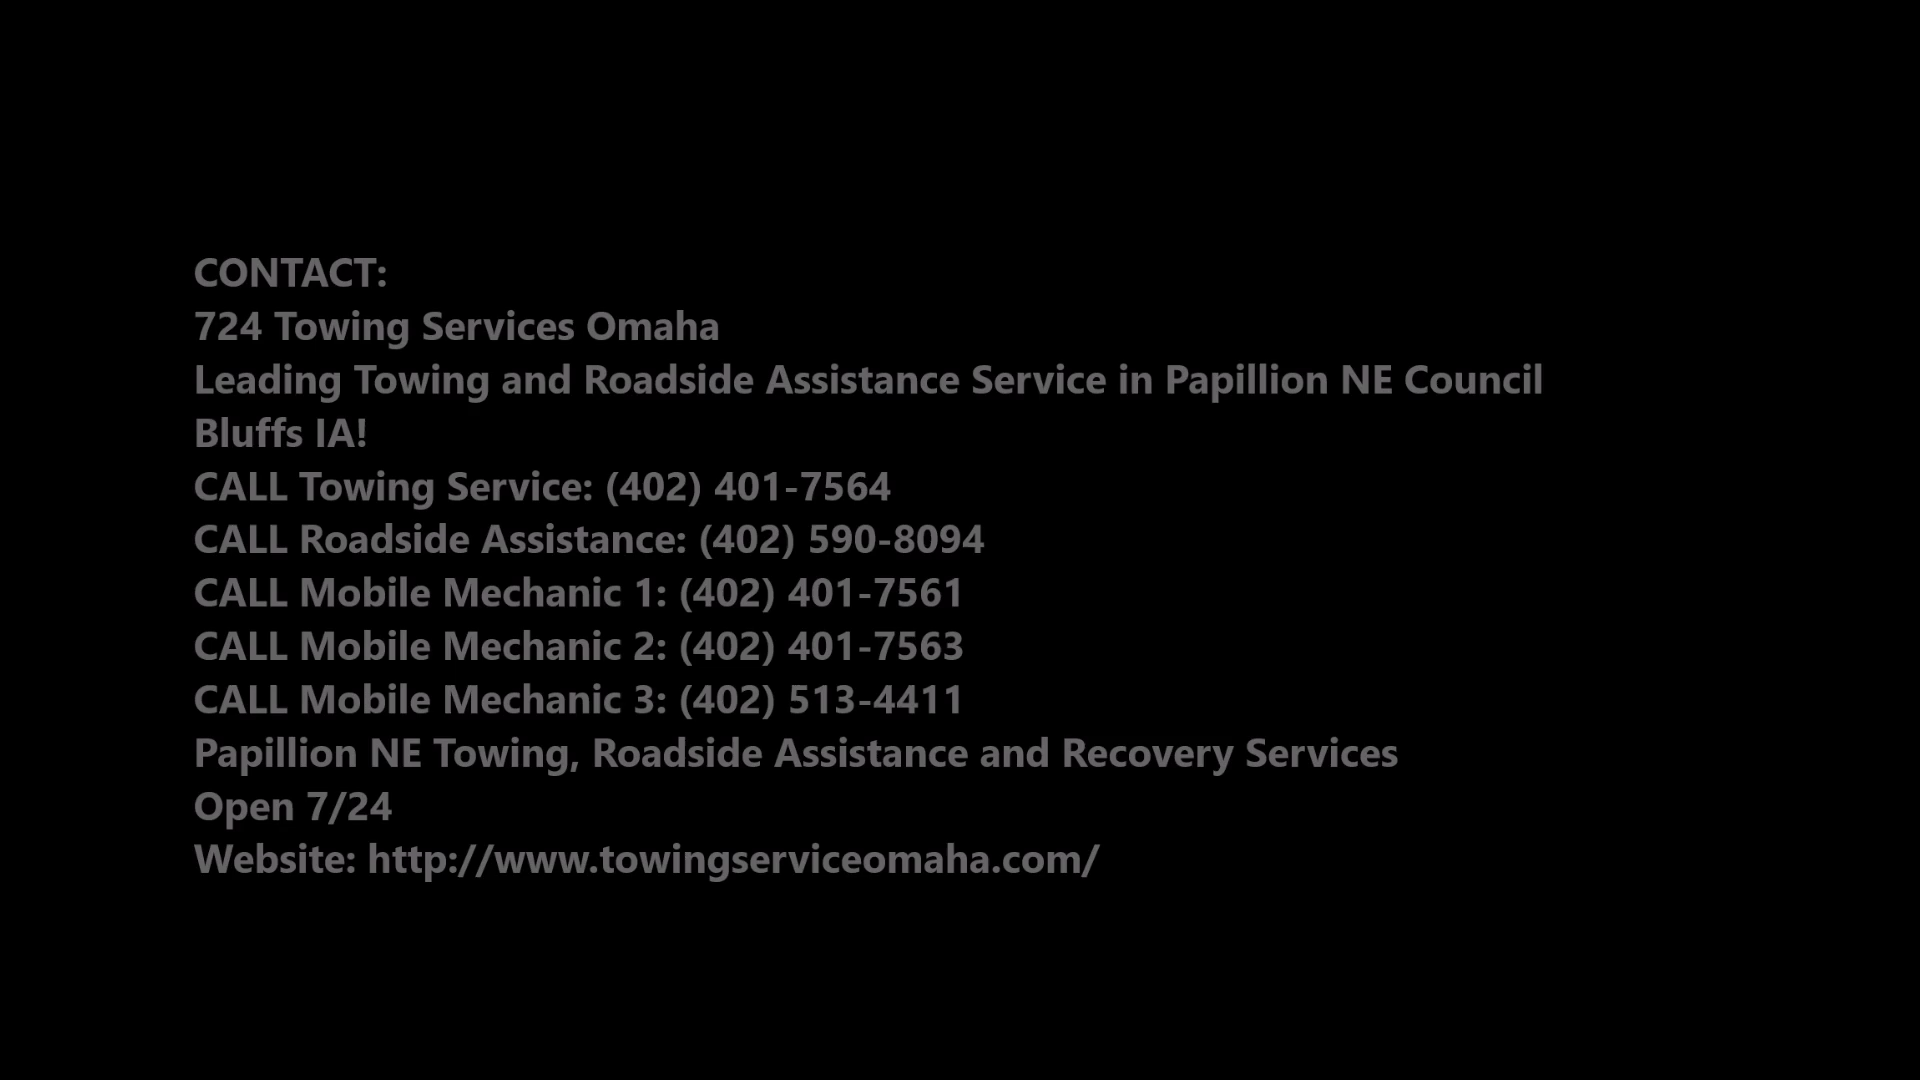 CONTACT:
724 Towing Services Omaha
Leading Towing and Roadside Assistance Service in Papillion NE Council
Bluffs IA!
CALL Towing Service: (402) 401-7564
CALL Roadside Assistance: (402) 590-8094
CALL Mobile Mechanic 1: (402) 401-7561
CALL Mobile Mechanic 2: (402) 401-7563
CALL Mobile Mechanic 3: (402) 513-4411
Papillion NE Towing, Roadside Assistance and Recovery Services
Open 7/24
Website: http://www.towingserviceomaha.com/